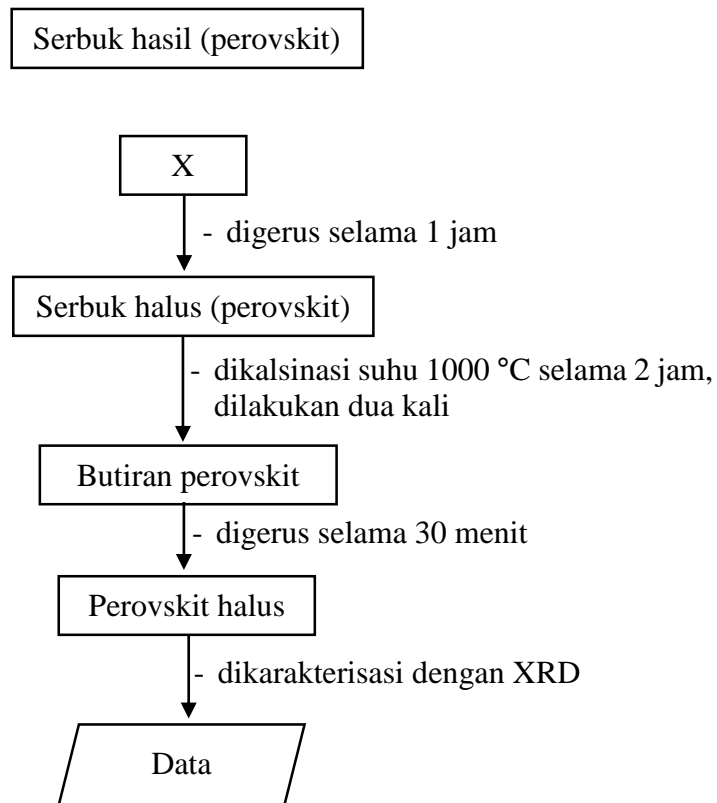 Serbuk hasil (perovskit)
X
- digerus selama 1 jam
Serbuk halus (perovskit)
- dikalsinasi suhu 1000 °C selama 2 jam,
dilakukan dua kali
Butiran perovskit
- digerus selama 30 menit
Perovskit halus
- dikarakterisasi dengan XRD
Data